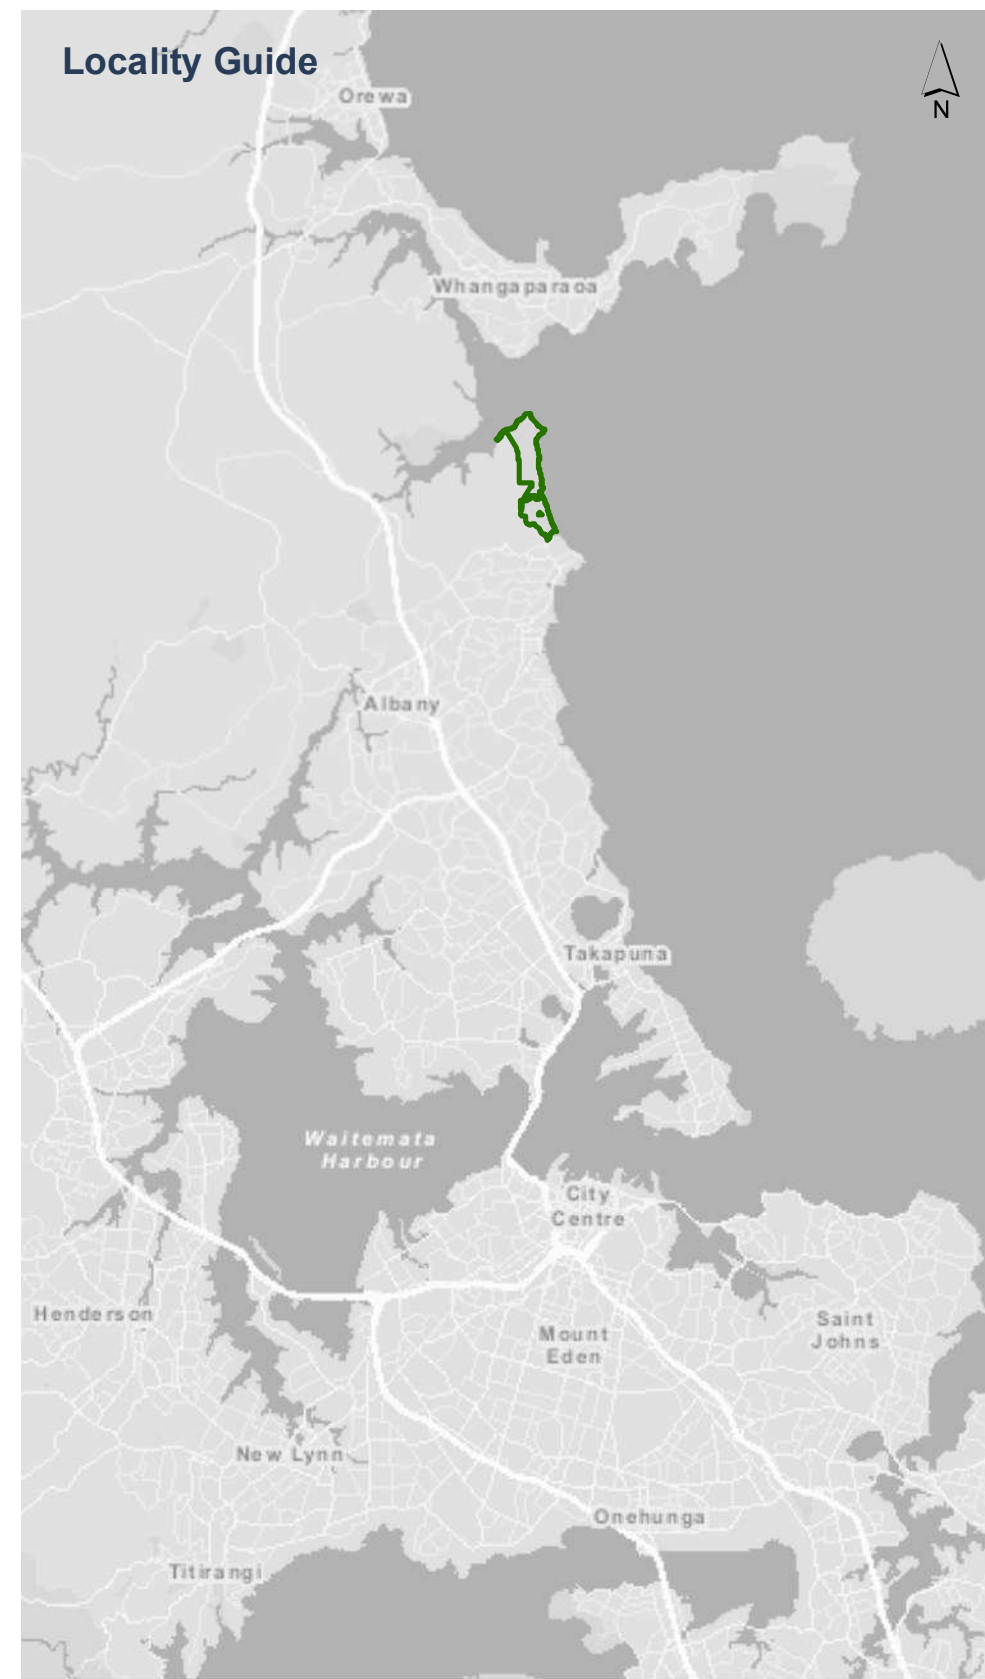 Locality Guide
N
Orewa
Whangaparaoa
Albany
Takapuna
Waitemata
Harbour
City
Centre
Henderson
Saint
Johns
Mount
Eden
New Lynn
Onehunga
Titirangi